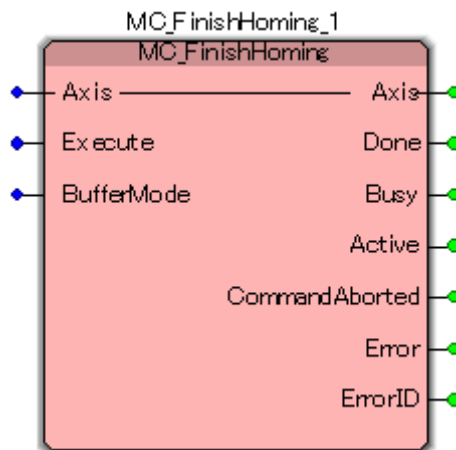 MC_FinishHoming_1
MC_FinishHoming
Axis Axis
Execute Done
BufferMode Busy
Active
CommandAborted
Error
ErrorID